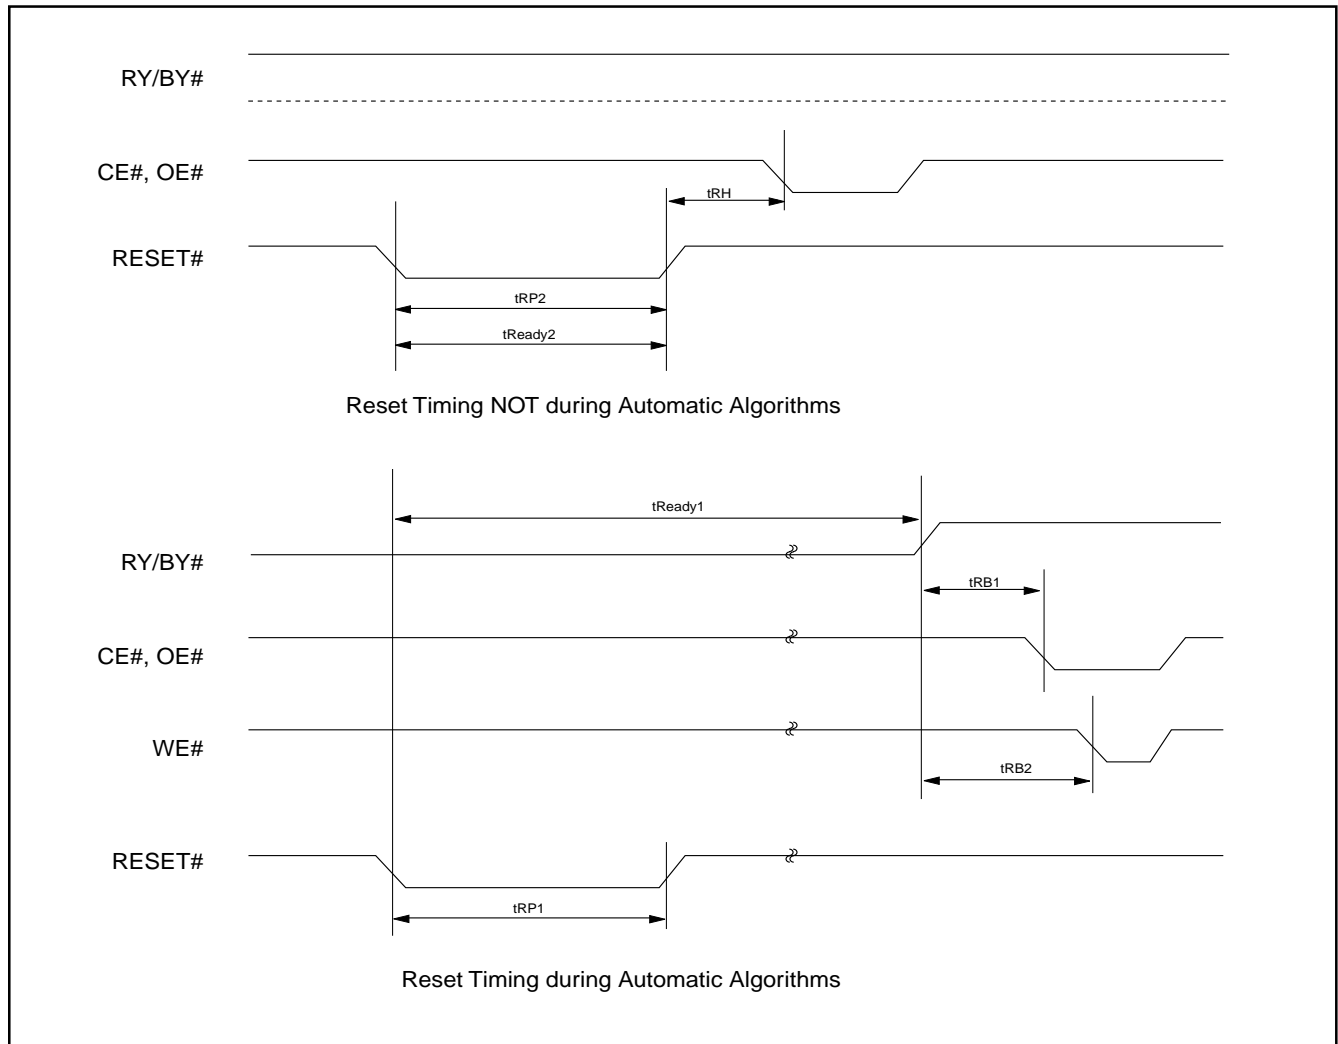 RY/BY#
CE#, OE#
tRH
RESET#
tRP2
tReady2
Reset Timing NOT during Automatic Algorithms
tReady1
RY/BY#
tRB1
CE#, OE#
WE#
tRB2
RESET#
tRP1
Reset Timing during Automatic Algorithms